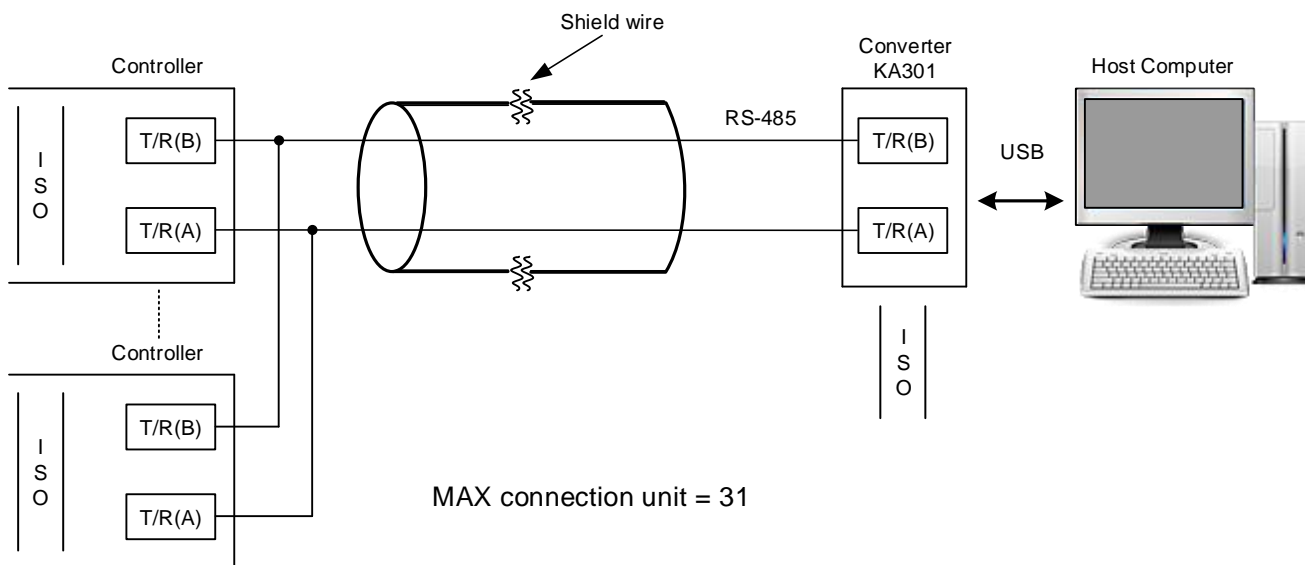 Shield wire
Controller
Converter
KA301
Host Computer
I
S
O
T/R(B)
T/R(A)
RS-485
T/R(B)
T/R(A)
USB
I
S
O
Controller
I
S
O
T/R(B)
T/R(A)
MAX connection unit = 31